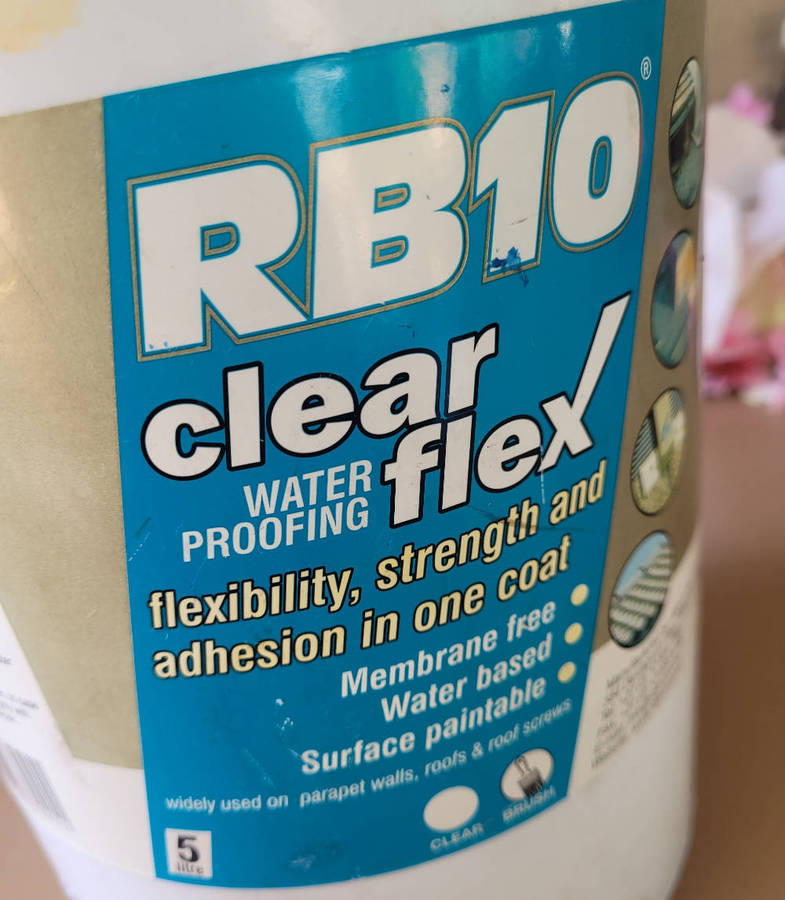 RB10®
clear
flex
WATER
PROOFING
flexibility, strength and
adhesion in one coat
Membrane free
Water based
Surface paintable
widely used on parapet walls, roofs & roof screws
CLEAR
BRUSH
5
litre